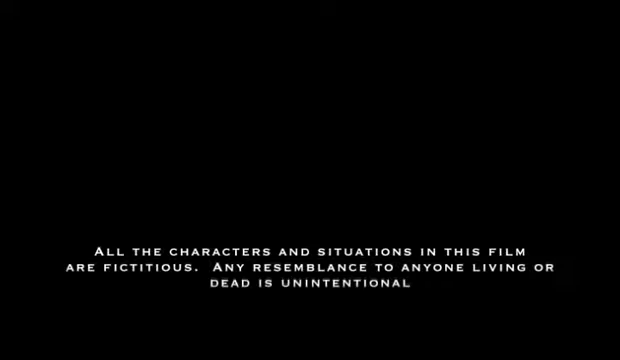 All the characters and situations in this film
are fictitious.  Any resemblance to anyone living or
dead is unintentional